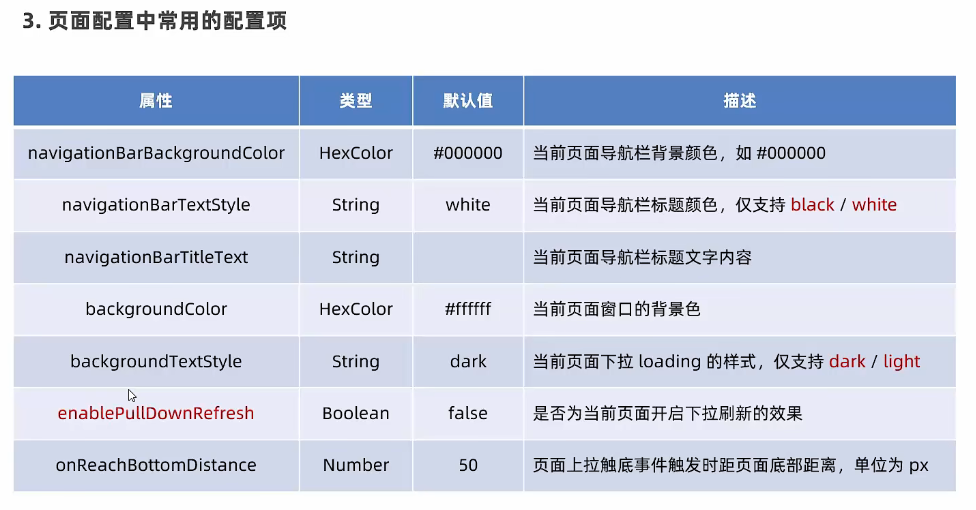 3. 页面配置中常用的配置项
属性 类型 默认值 描述
navigationBarBackgroundColor HexColor #000000 当前页面导航栏背景颜色，如 #000000
navigationBarTextStyle String white 当前页面导航栏标题颜色，仅支持 black / white
navigationBarTitleText String 当前页面导航栏标题文字内容
backgroundColor HexColor #ffffff 当前页面窗口的背景色
backgroundTextStyle String dark 当前页面下拉 loading 的样式，仅支持 dark / light
enablePullDownRefresh Boolean false 是否为当前页面开启下拉刷新的效果
onReachBottomDistance Number 50 页面上拉触底事件触发时距页面底部距离，单位为 px